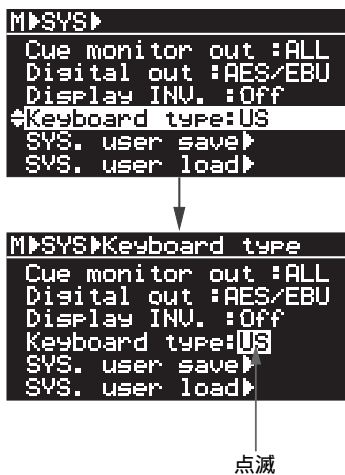 M▶SYS▶
Cue monitor out :ALL
Digital out :AES/EBU
Display INV. :Off
Keyboard type:US
SYS. user save▶
SYS. user load▶
M▶SYS▶Keyboard type
Cue monitor out :ALL
Digital out :AES/EBU
Display INV. :Off
Keyboard type:US
SYS. user save▶
SYS. user load▶
点滅